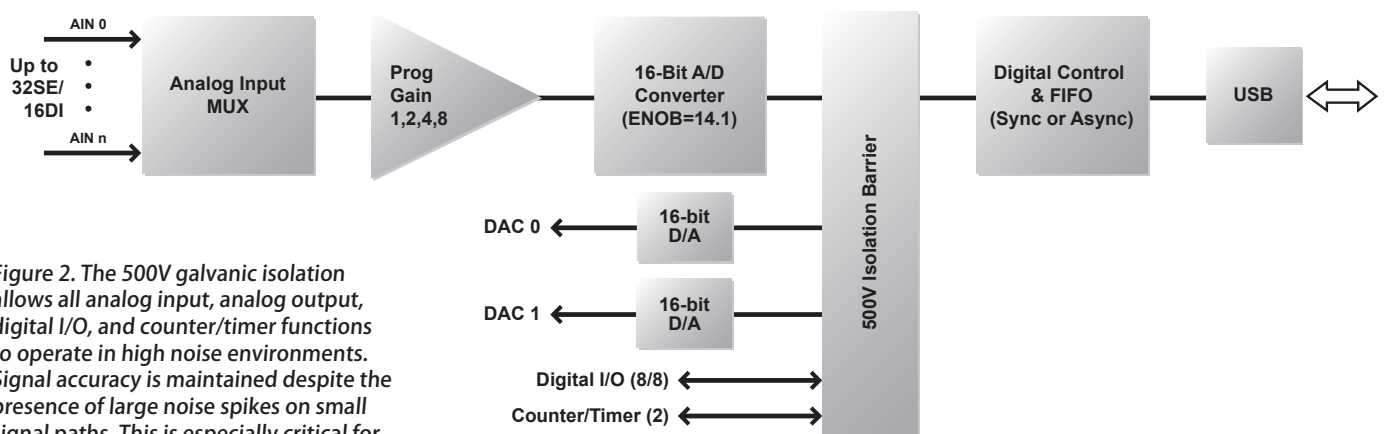 AIN 0
Up to
32SE/
16DI
AIN n
Analog Input
MUX
Prog
Gain
1,2,4,8
16-Bit A/D
Converter
(ENOB=14.1)
500V Isolation Barrier
Digital Control
& FIFO
(Sync or Async)
USB
DAC 0
16-bit
D/A
DAC 1
16-bit
D/A
Digital I/O (8/8)
Counter/Timer (2)
Figure 2. The 500V galvanic isolation
allows all analog input, analog output,
digital I/O, and counter/timer functions
to operate in high noise environments.
Signal accuracy is maintained despite the
presence of large noise spikes on small
signal paths. This is especially critical for